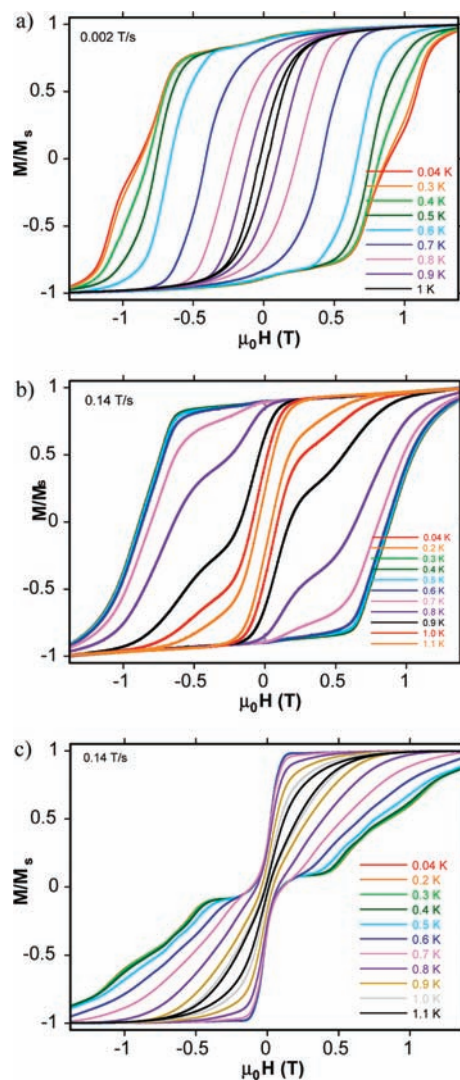 a)
0.002 T/s
M/Ms
1
0.5
0
-0.5
-1
0.04 K
0.3 K
0.4 K
0.5 K
0.6 K
0.7 K
0.8 K
0.9 K
1 K
-1 -0.5 0 0.5 1
μ₀H (T)
b)
0.14 T/s
M/Ms
1
0.5
0
-0.5
-1
0.04 K
0.2 K
0.3 K
0.4 K
0.5 K
0.6 K
0.7 K
0.8 K
0.9 K
1.0 K
1.1 K
-1 -0.5 0 0.5 1
μ₀H (T)
c)
0.14 T/s
M/Ms
1
0.5
0
-0.5
-1
0.04 K
0.2 K
0.3 K
0.4 K
0.5 K
0.6 K
0.7 K
0.8 K
0.9 K
1.0 K
1.1 K
-1 -0.5 0 0.5 1
μ₀H (T)